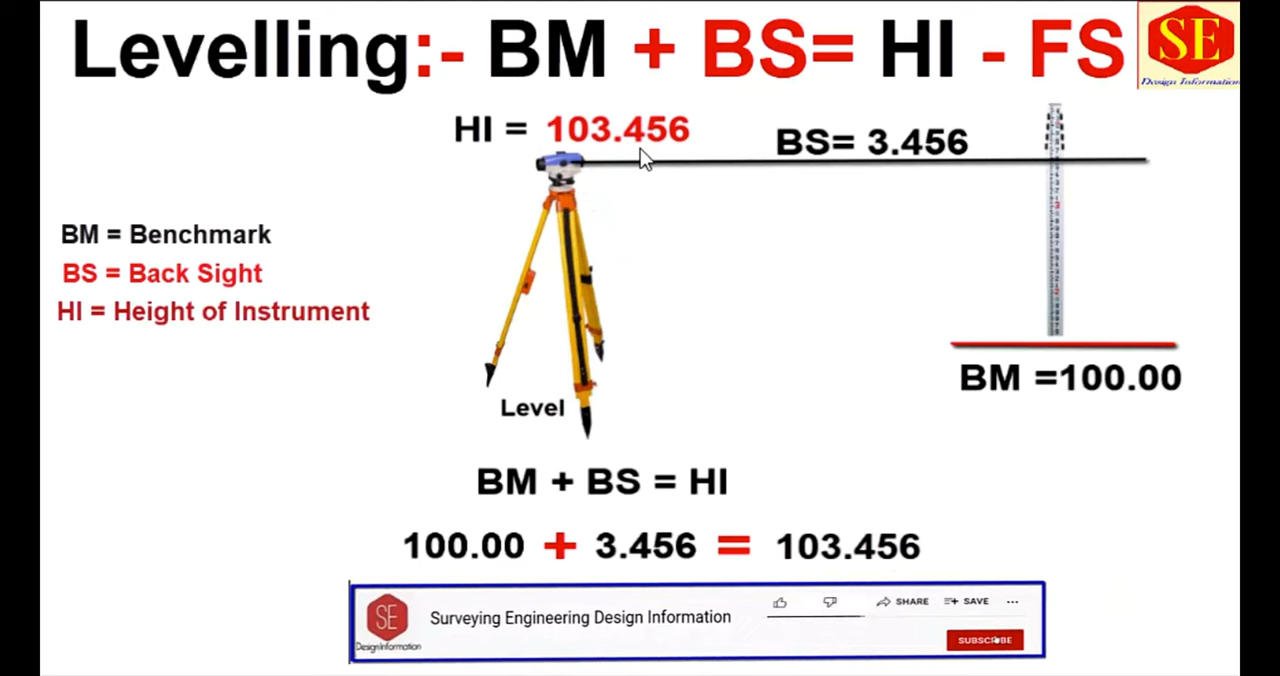 Levelling:- BM + BS= HI - FS
SE
Design Information
HI = 103.456
BS= 3.456
BM = Benchmark
BS = Back Sight
HI = Height of Instrument
BM =100.00
Level
BM + BS = HI
100.00 + 3.456 = 103.456
SE
Design Information
Surveying Engineering Design Information
SHARE
SAVE
SUBSCRIBE